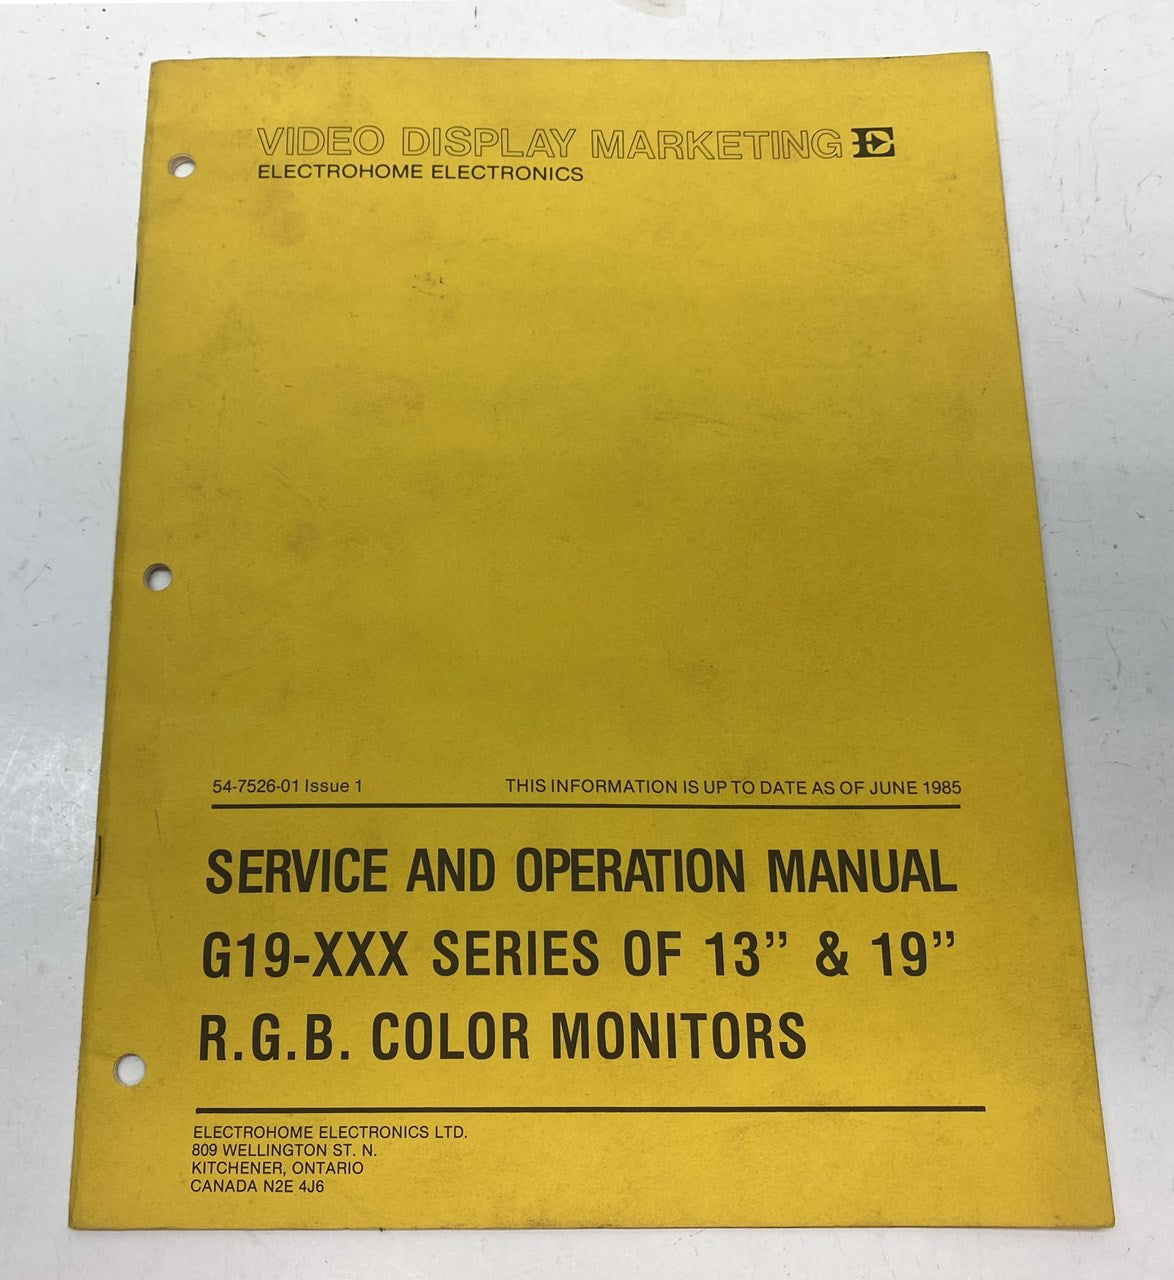 VIDEO DISPLAY MARKETING E
ELECTROHOME ELECTRONICS
54-7526-01 Issue 1 THIS INFORMATION IS UP TO DATE AS OF JUNE 1985
SERVICE AND OPERATION MANUAL
G19-XXX SERIES OF 13” & 19”
R.G.B. COLOR MONITORS
ELECTROHOME ELECTRONICS LTD.
809 WELLINGTON ST. N.
KITCHENER, ONTARIO
CANADA N2E 4J6